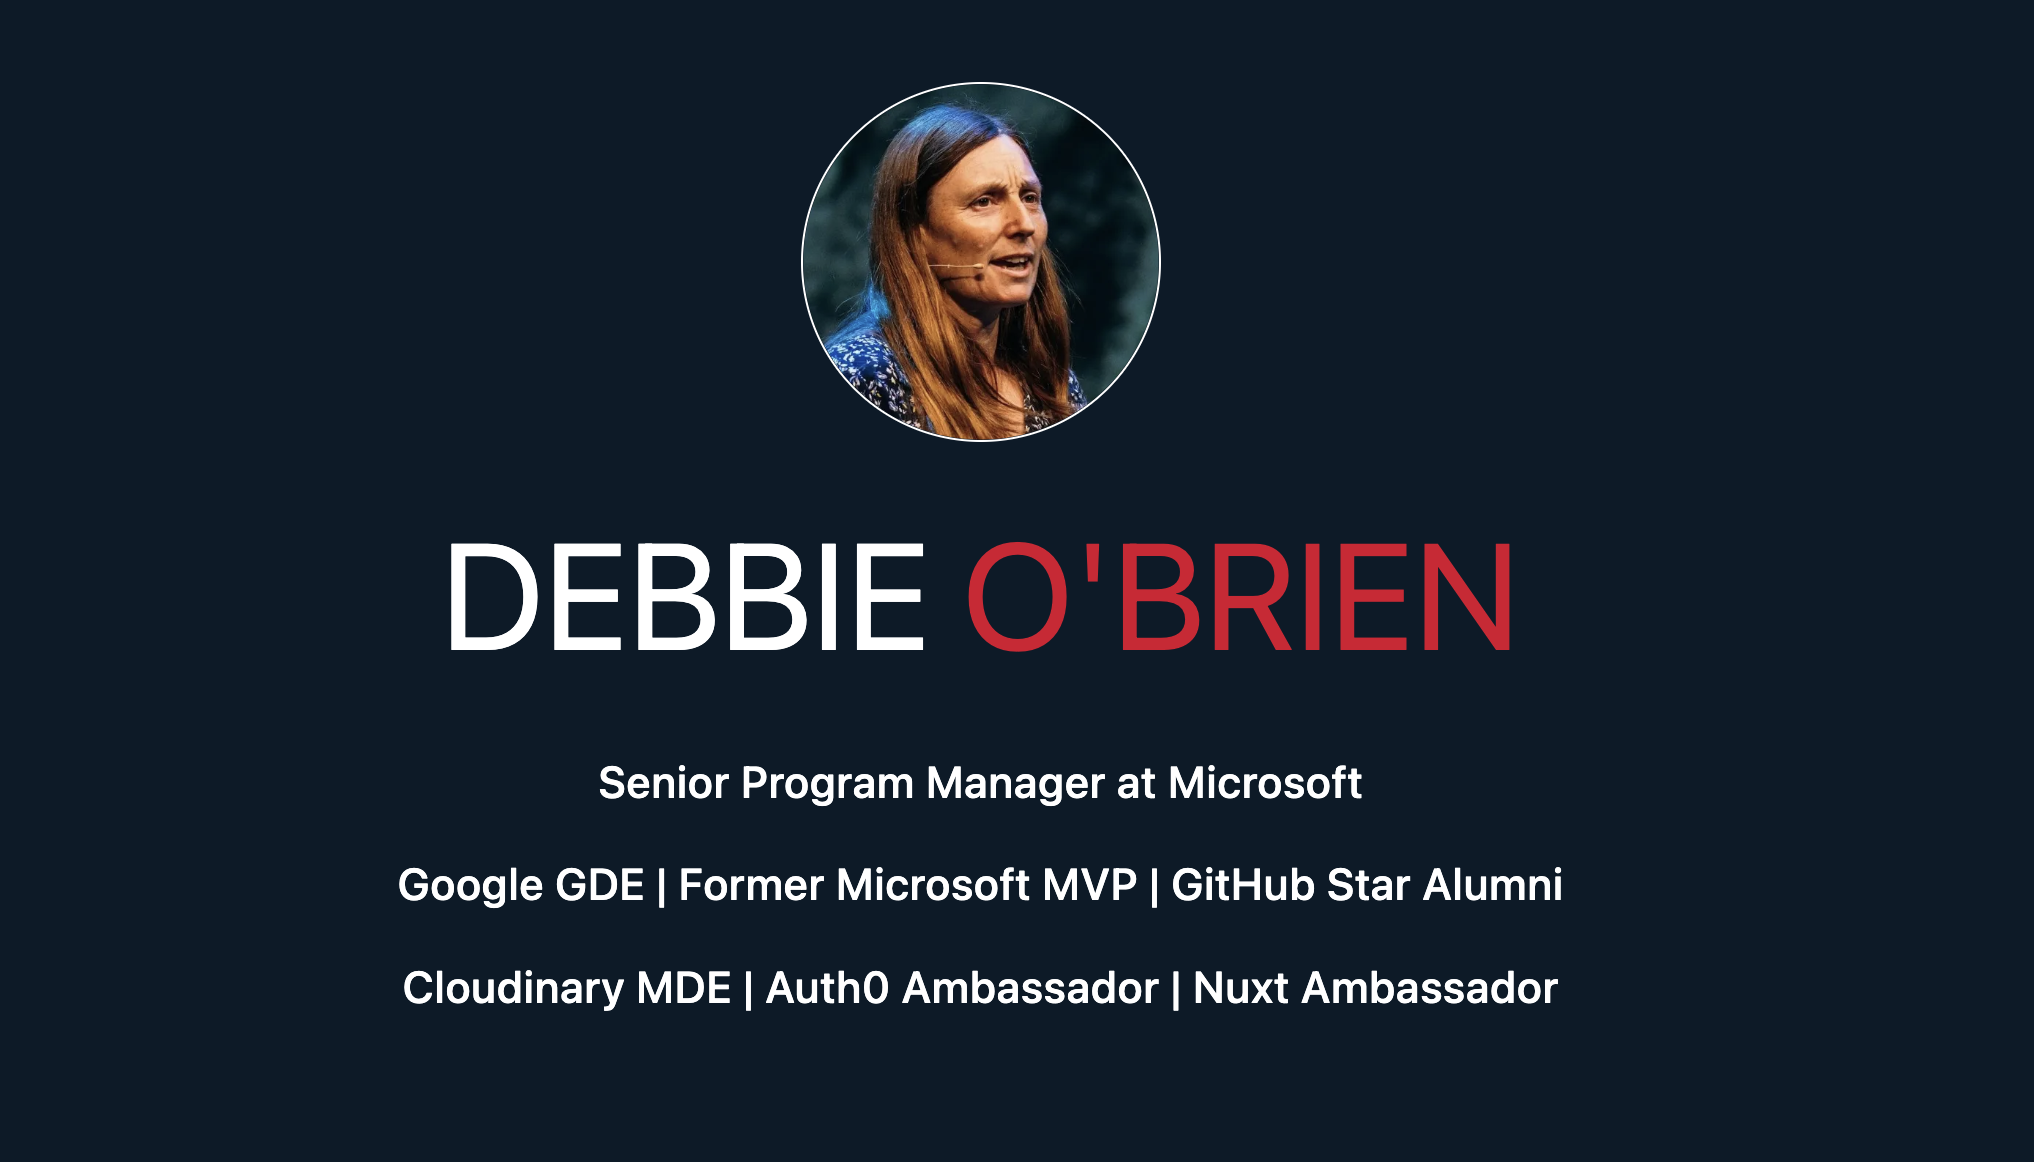 DEBBIE O'BRIEN
Senior Program Manager at Microsoft
Google GDE | Former Microsoft MVP | GitHub Star Alumni
Cloudinary MDE | Auth0 Ambassador | Nuxt Ambassador